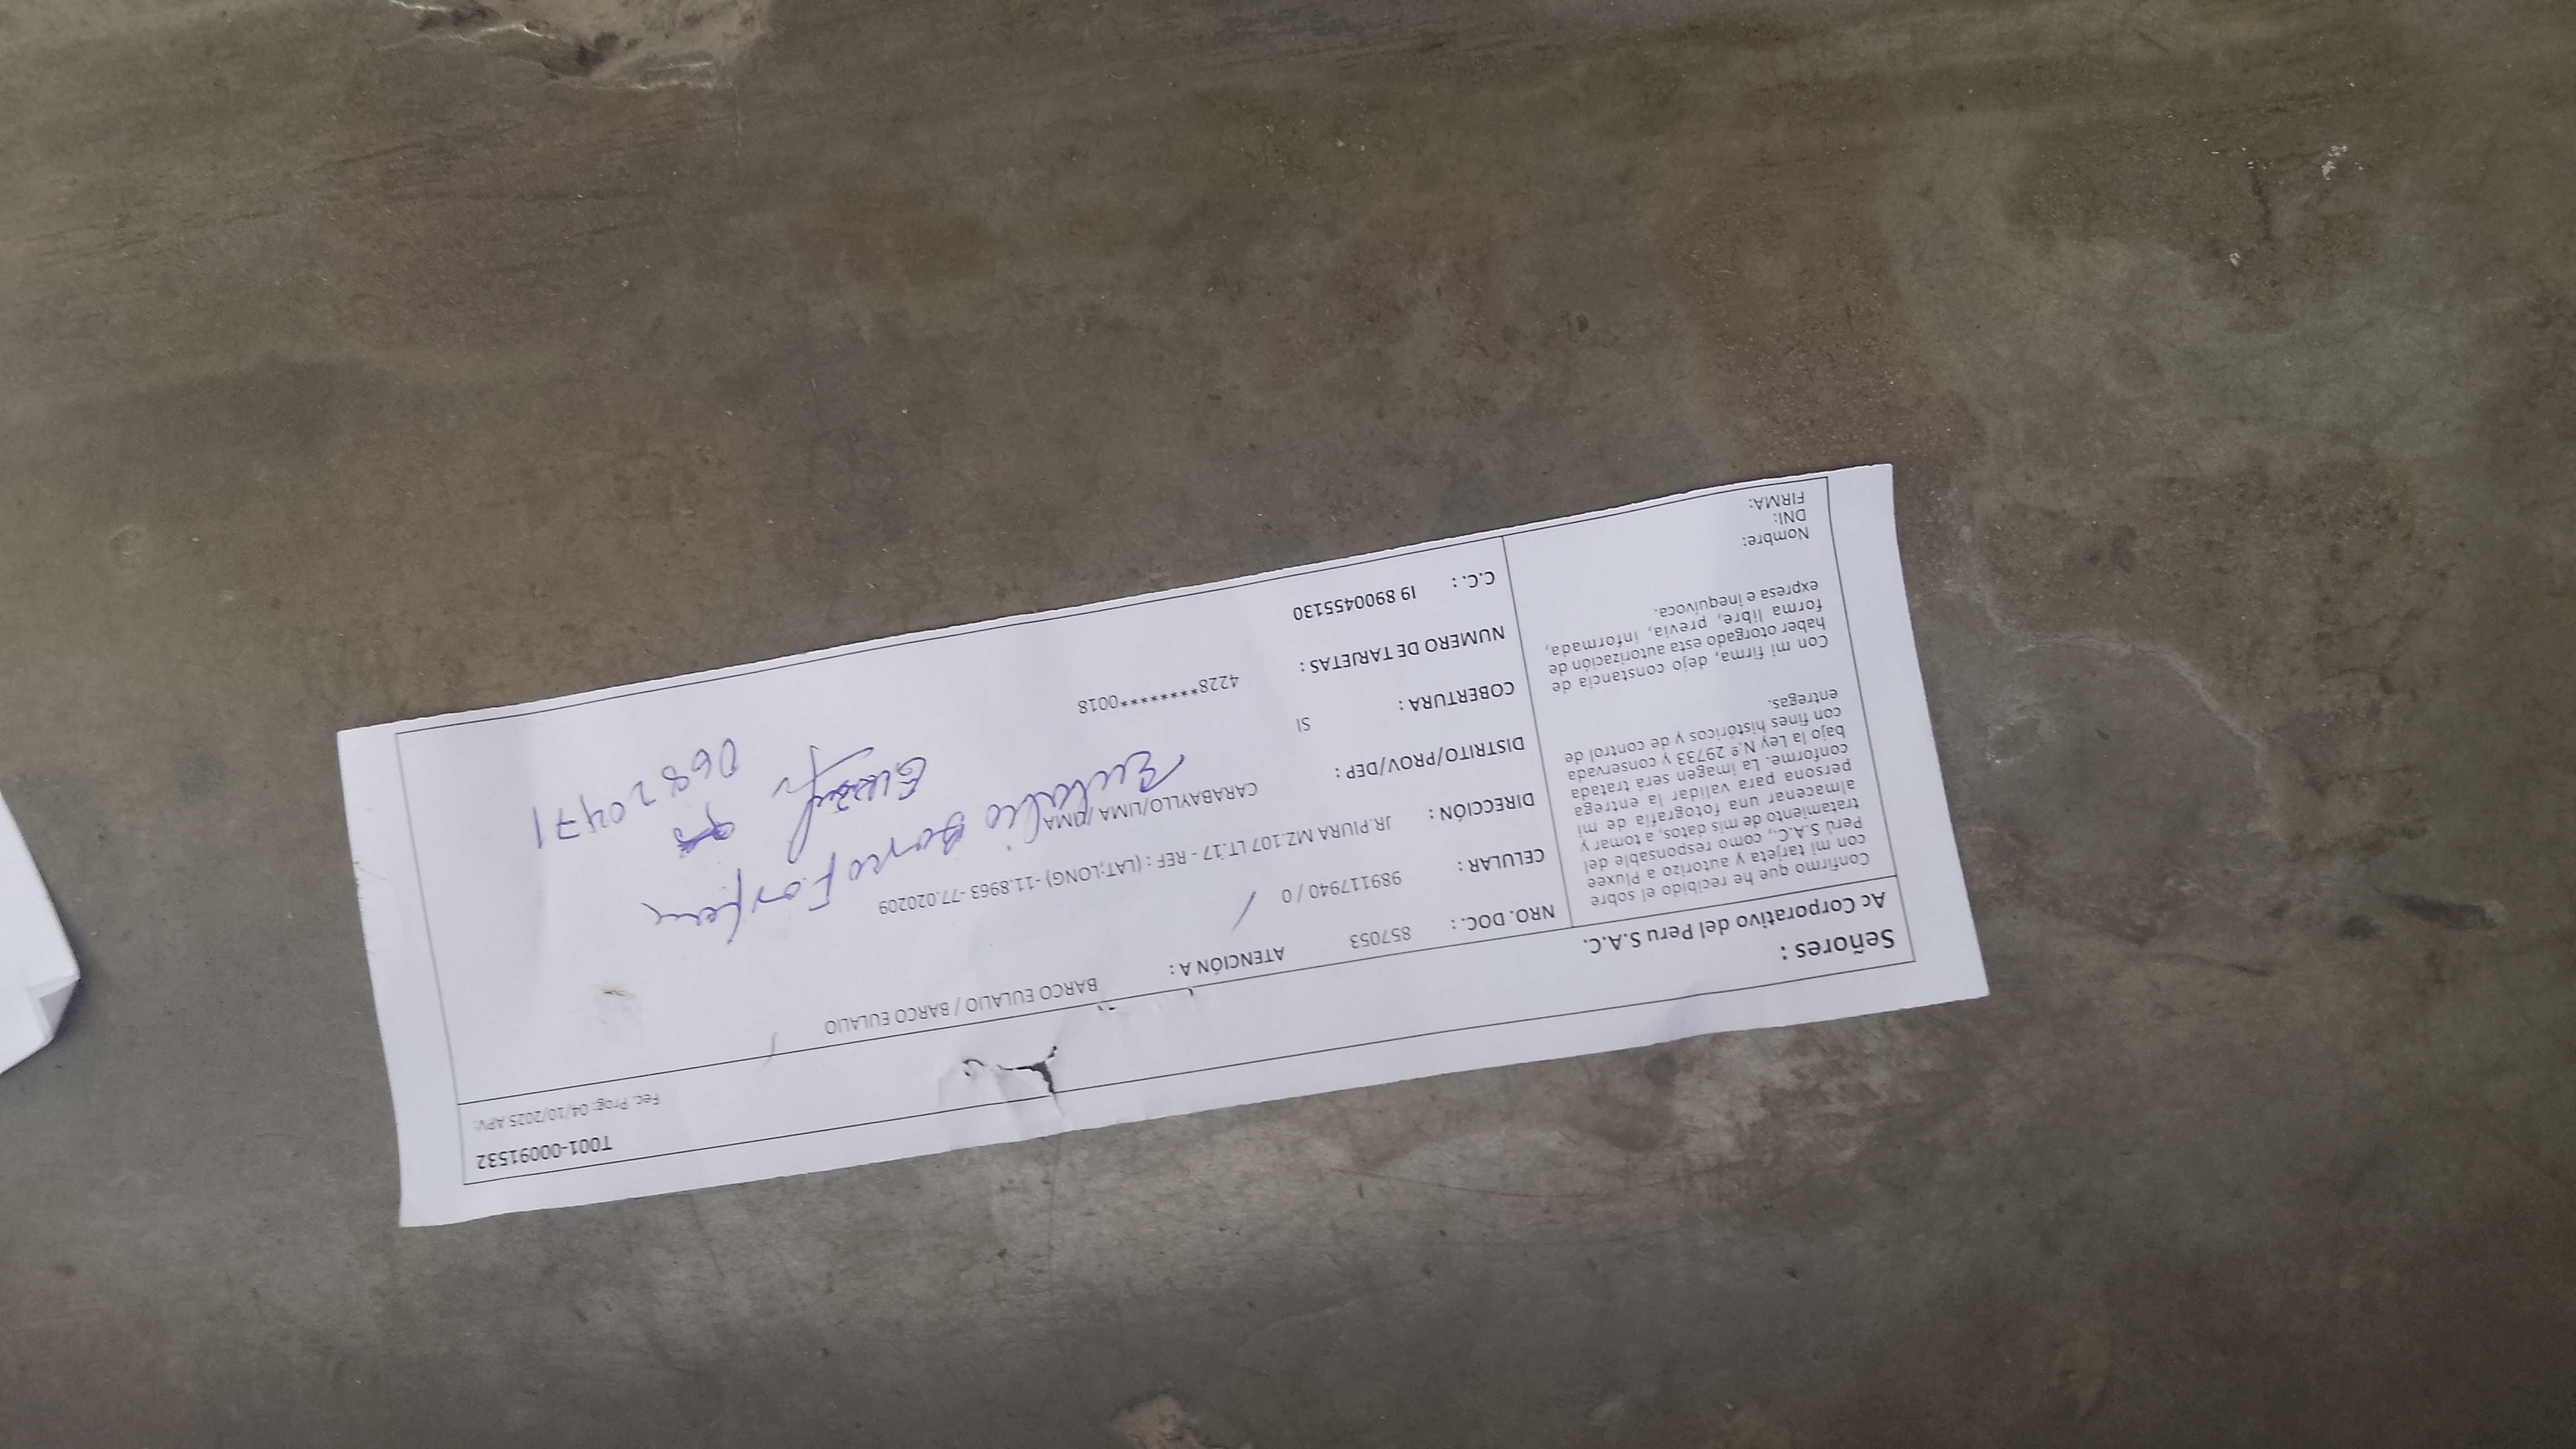 Señores :
Ac Corporativo del Peru S.A.C.
T001-00091532
Fec. Prog: 04/10/2025 APV:
Confirmo que he recibido el sobre
con mi tarjeta y autorizo a Pluxee
Perú S.A.C., como responsable del
tratamiento de mis datos, a tomar y
almacenar una fotografía de mi
persona para validar la entrega
conforme. La imagen será tratada
bajo la Ley N.º 29733 y conservada
con fines históricos y de control de
entregas.
Con mi firma, dejo constancia de
haber otorgado esta autorización de
forma libre, previa, informada,
expresa e inequívoca.
Nombre:
DNI:
FIRMA:
NRO. DOC. : 857053 ATENCIÓN A : BARCO EULALIO / BARCO EULALIO
CELULAR : 989117940 / 0
DIRECCIÓN : JR.PIURA MZ.107 LT.17 - REF : (LAT;LONG) -11.8963 -77.020209
DISTRITO/PROV/DEP : CARABAYLLO/LIMA/LIMA
COBERTURA : SI
NUMERO DE TARJETAS : 4228*********0018
C.C. : I9 8900455130
Eulalio Barco
06820471